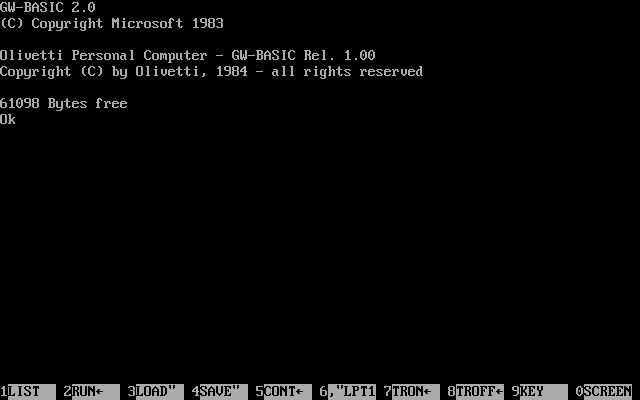 GW-BASIC 2.0
(C) Copyright Microsoft 1983
Olivetti Personal Computer - GW-BASIC Rel. 1.00
Copyright (C) by Olivetti, 1984 - all rights reserved
61098 Bytes free
Ok
1LIST 2RUN← 3LOAD" 4SAVE" 5CONT← 6,"LPT1 7TRON← 8TROFF← 9KEY 0SCREEN